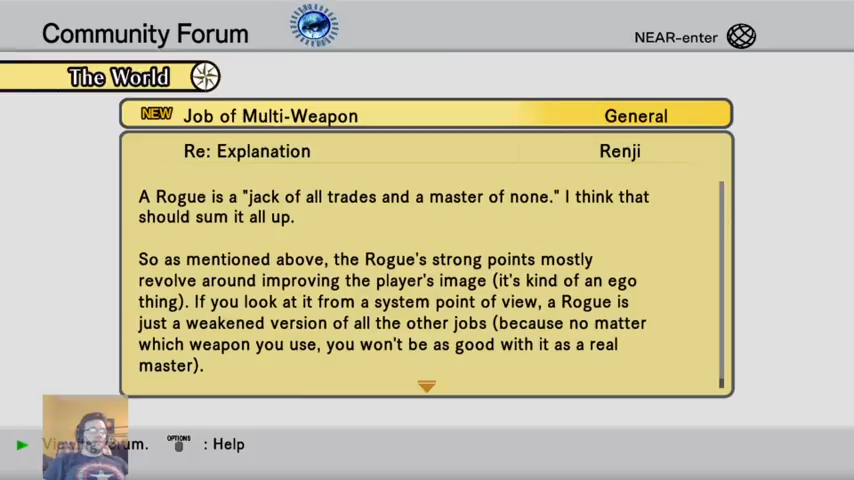 Community Forum
NEAR-enter
The World
NEW Job of Multi-Weapon General
Re: Explanation Renji
A Rogue is a "jack of all trades and a master of none." I think that
should sum it all up.
So as mentioned above, the Rogue's strong points mostly
revolve around improving the player's image (it's kind of an ego
thing). If you look at it from a system point of view, a Rogue is
just a weakened version of all the other jobs (because no matter
which weapon you use, you won't be as good with it as a real
master).
OPTIONS : Help